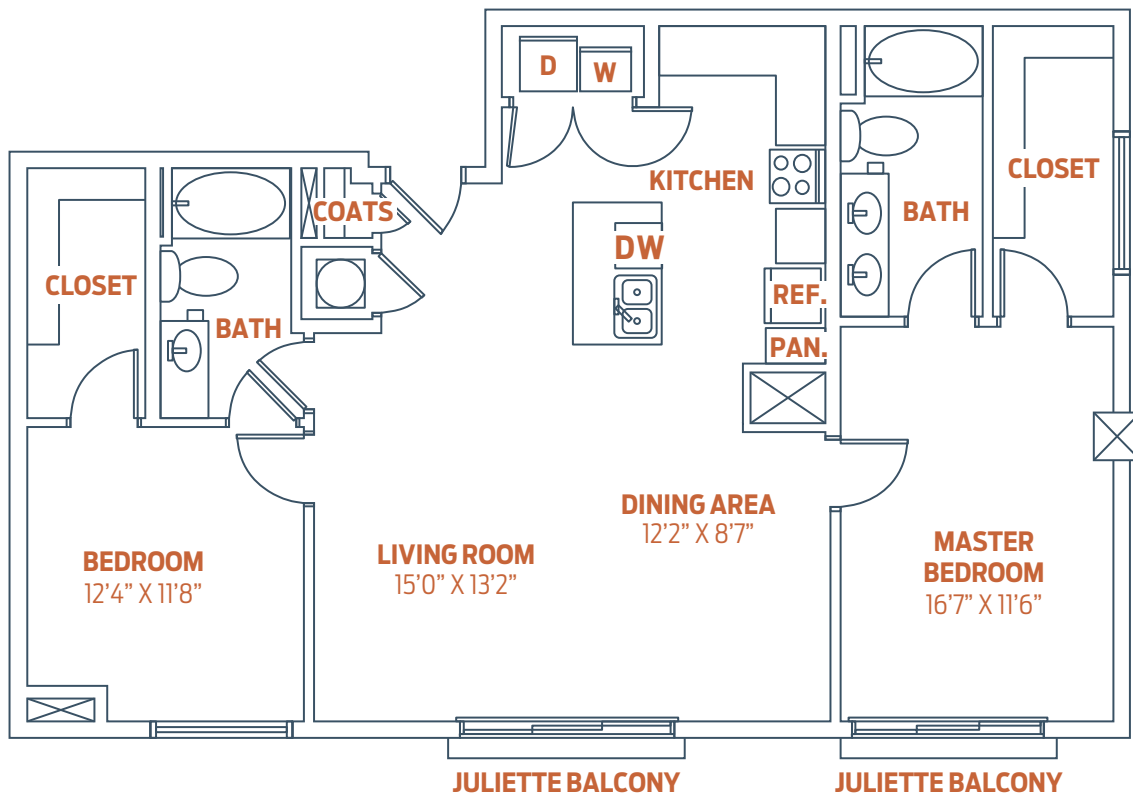 D
W
KITCHEN
CLOSET
COATS
BATH
DW
CLOSET
REF.
BATH
PAN.
DINING AREA
12’2” X 8’7”
LIVING ROOM
15’0” X 13’2”
BEDROOM
12’4” X 11’8”
MASTER
BEDROOM
16’7” X 11’6”
JULIETTE BALCONY
JULIETTE BALCONY